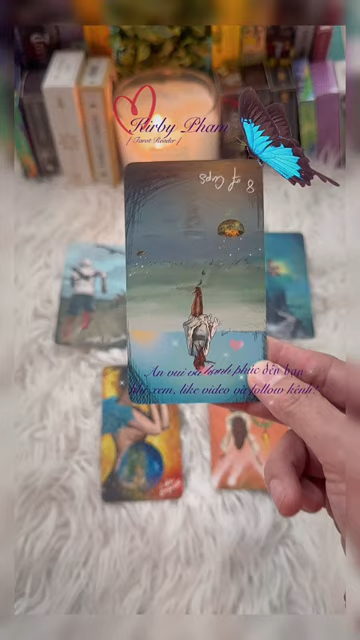 Kirby Pham
{ Tarot Reader }
8 of Cups
An vui và hạnh phúc đến bạn
khi xem, like video và follow kênh!